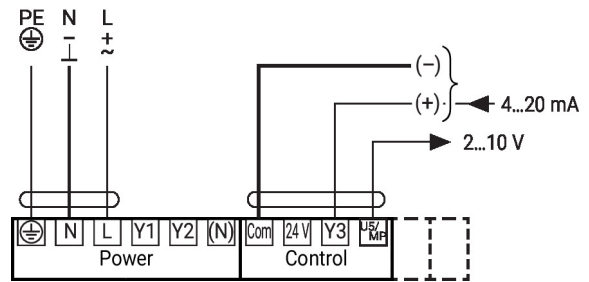 PE N L
– – +
⊥ ~
(–)
(+) 4...20 mA
2...10 V
N L Y1 Y2 (N) Com 24 V Y3 U5/MP
Power Control